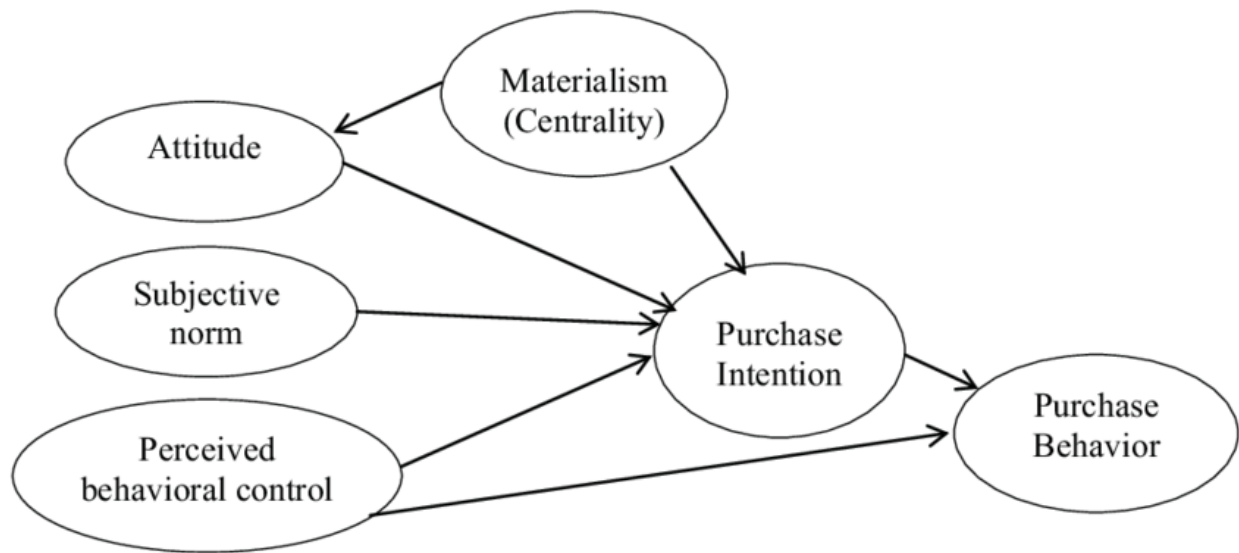 Materialism
(Centrality)
Attitude
Subjective
norm
Purchase
Intention
Perceived
behavioral control
Purchase
Behavior